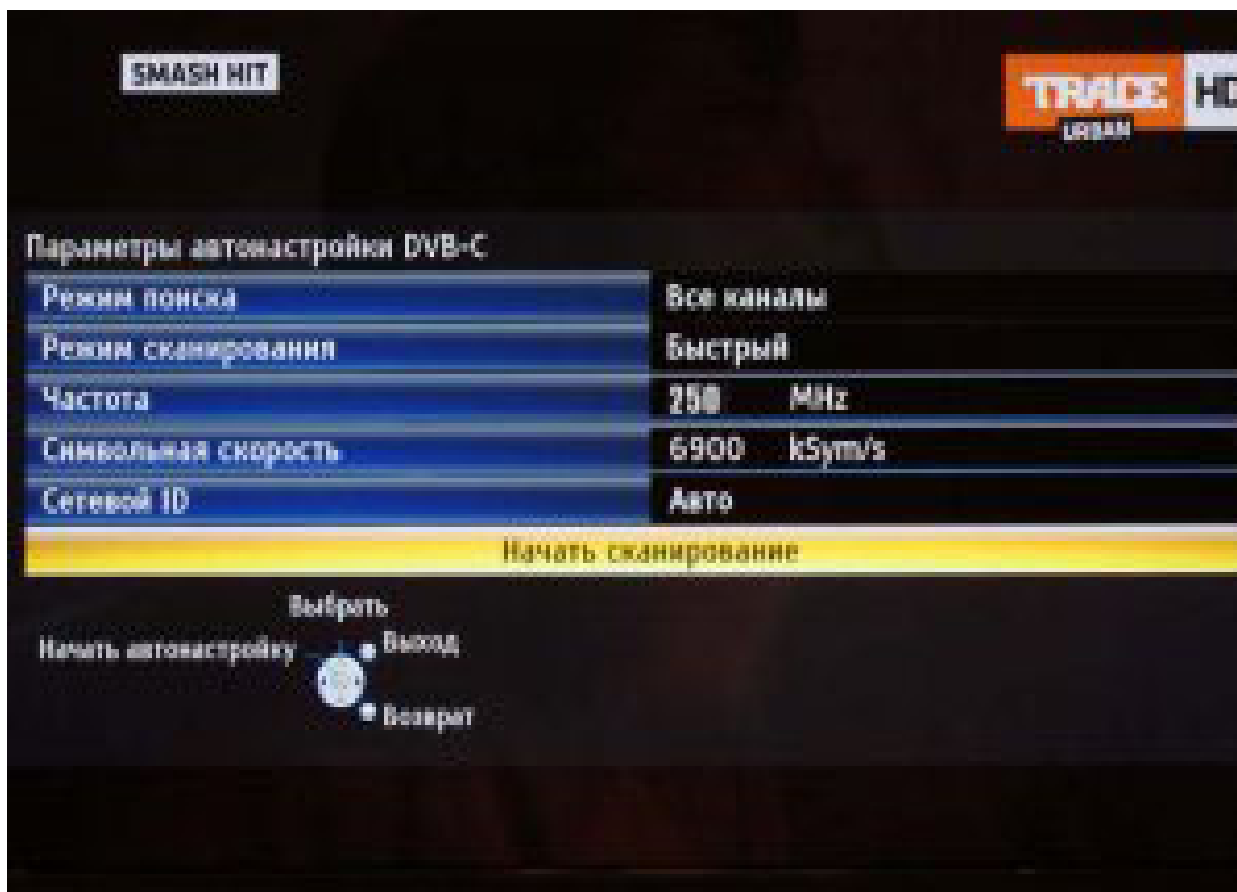 SMASH HIT
TRACE HD
URBAN
Параметры автонастройки DVB-C
Режим поиска Все каналы
Режим сканирования Быстрый
Частота 250 MHz
Символьная скорость 6900 kSym/s
Сетевой ID Авто
Начать сканирование
Выбрать
Начать автонастройку Выход
Возврат